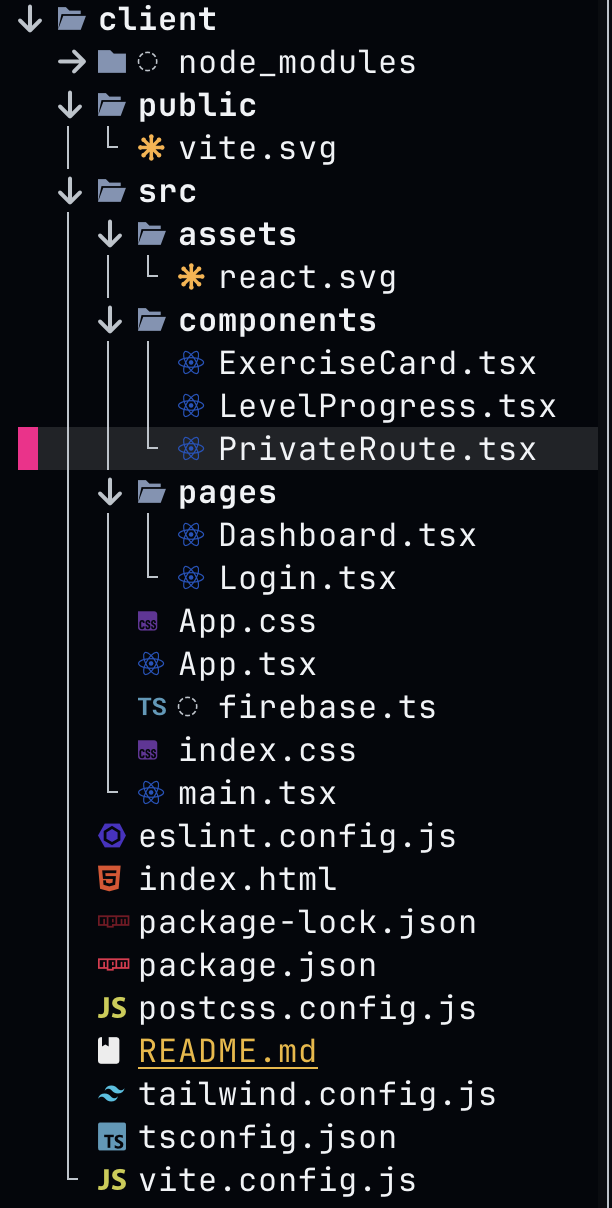 client
node_modules
public
vite.svg
src
assets
react.svg
components
ExerciseCard.tsx
LevelProgress.tsx
PrivateRoute.tsx
pages
Dashboard.tsx
Login.tsx
CSS App.css
App.tsx
TS firebase.ts
CSS index.css
main.tsx
eslint.config.js
5 index.html
npm package-lock.json
npm package.json
JS postcss.config.js
README.md
tailwind.config.js
TS tsconfig.json
JS vite.config.js